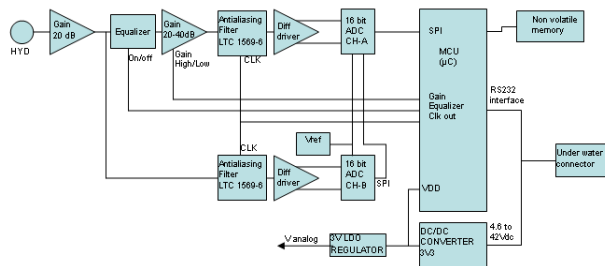 HYD
Gain
20 dB
Equalizer
On/off
Gain
20-40dB
Gain
High/Low
Antialiasing
Filter
LTC 1569-6
CLK
Diff
driver
16 bit
ADC
CH-A
SPI
MCU
(µC)
Gain
Equalizer
Clk out
VDD
Non volatile
memory
RS232
interface
Under water
connector
CLK
Antialiasing
Filter
LTC 1569-6
Diff
driver
Vref
16 bit
ADC
CH-B
SPI
V analog
3V LDO
REGULATOR
DC/DC
CONVERTER
3V3
4.6 to
42Vdc